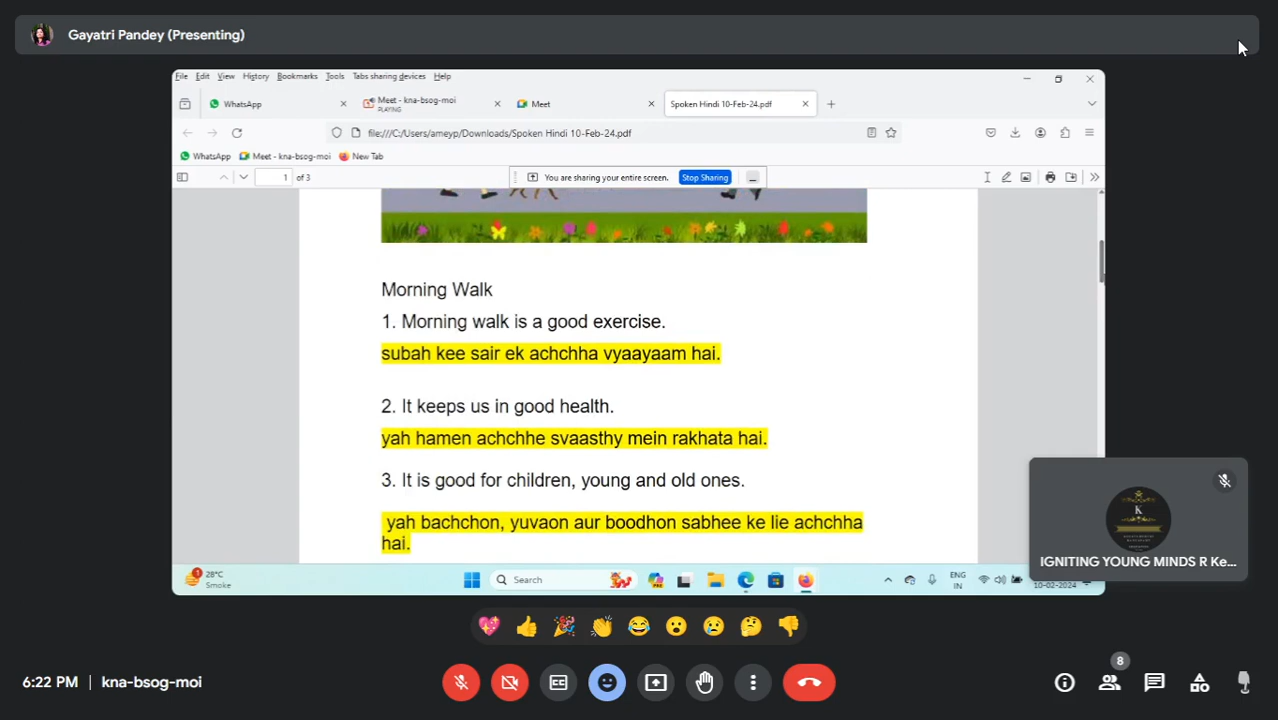 Gayatri Pandey (Presenting)
File Edit View History Bookmarks Tools Tabs sharing devices Help
WhatsApp
Meet - kna-bsog-moi
PLAYING
Meet
Spoken Hindi 10-Feb-24.pdf
file:///C:/Users/ameyp/Downloads/Spoken Hindi 10-Feb-24.pdf
WhatsApp Meet - kna-bsog-moi New Tab
1 of 3
You are sharing your entire screen. Stop Sharing
Morning Walk
1. Morning walk is a good exercise.
subah kee sair ek achchha vyaayaam hai.
2. It keeps us in good health.
yah hamen achchhe svaasthy mein rakhata hai.
3. It is good for children, young and old ones.
yah bachchon, yuvaon aur boodhon sabhee ke lie achchha
hai.
K
IGNITING YOUNG MINDS R Ke...
1
28°C
Smoke
Search
ENG
IN
10-02-2024
6:22 PM | kna-bsog-moi
8